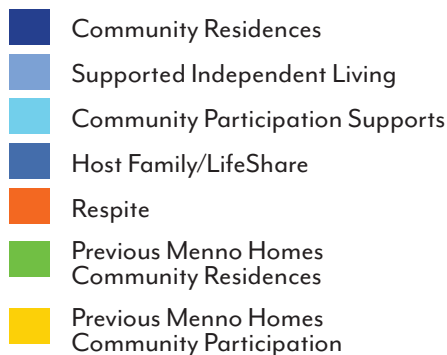 Community Residences
Supported Independent Living
Community Participation Supports
Host Family/LifeShare
Respite
Previous Menno Homes
Community Residences
Previous Menno Homes
Community Participation